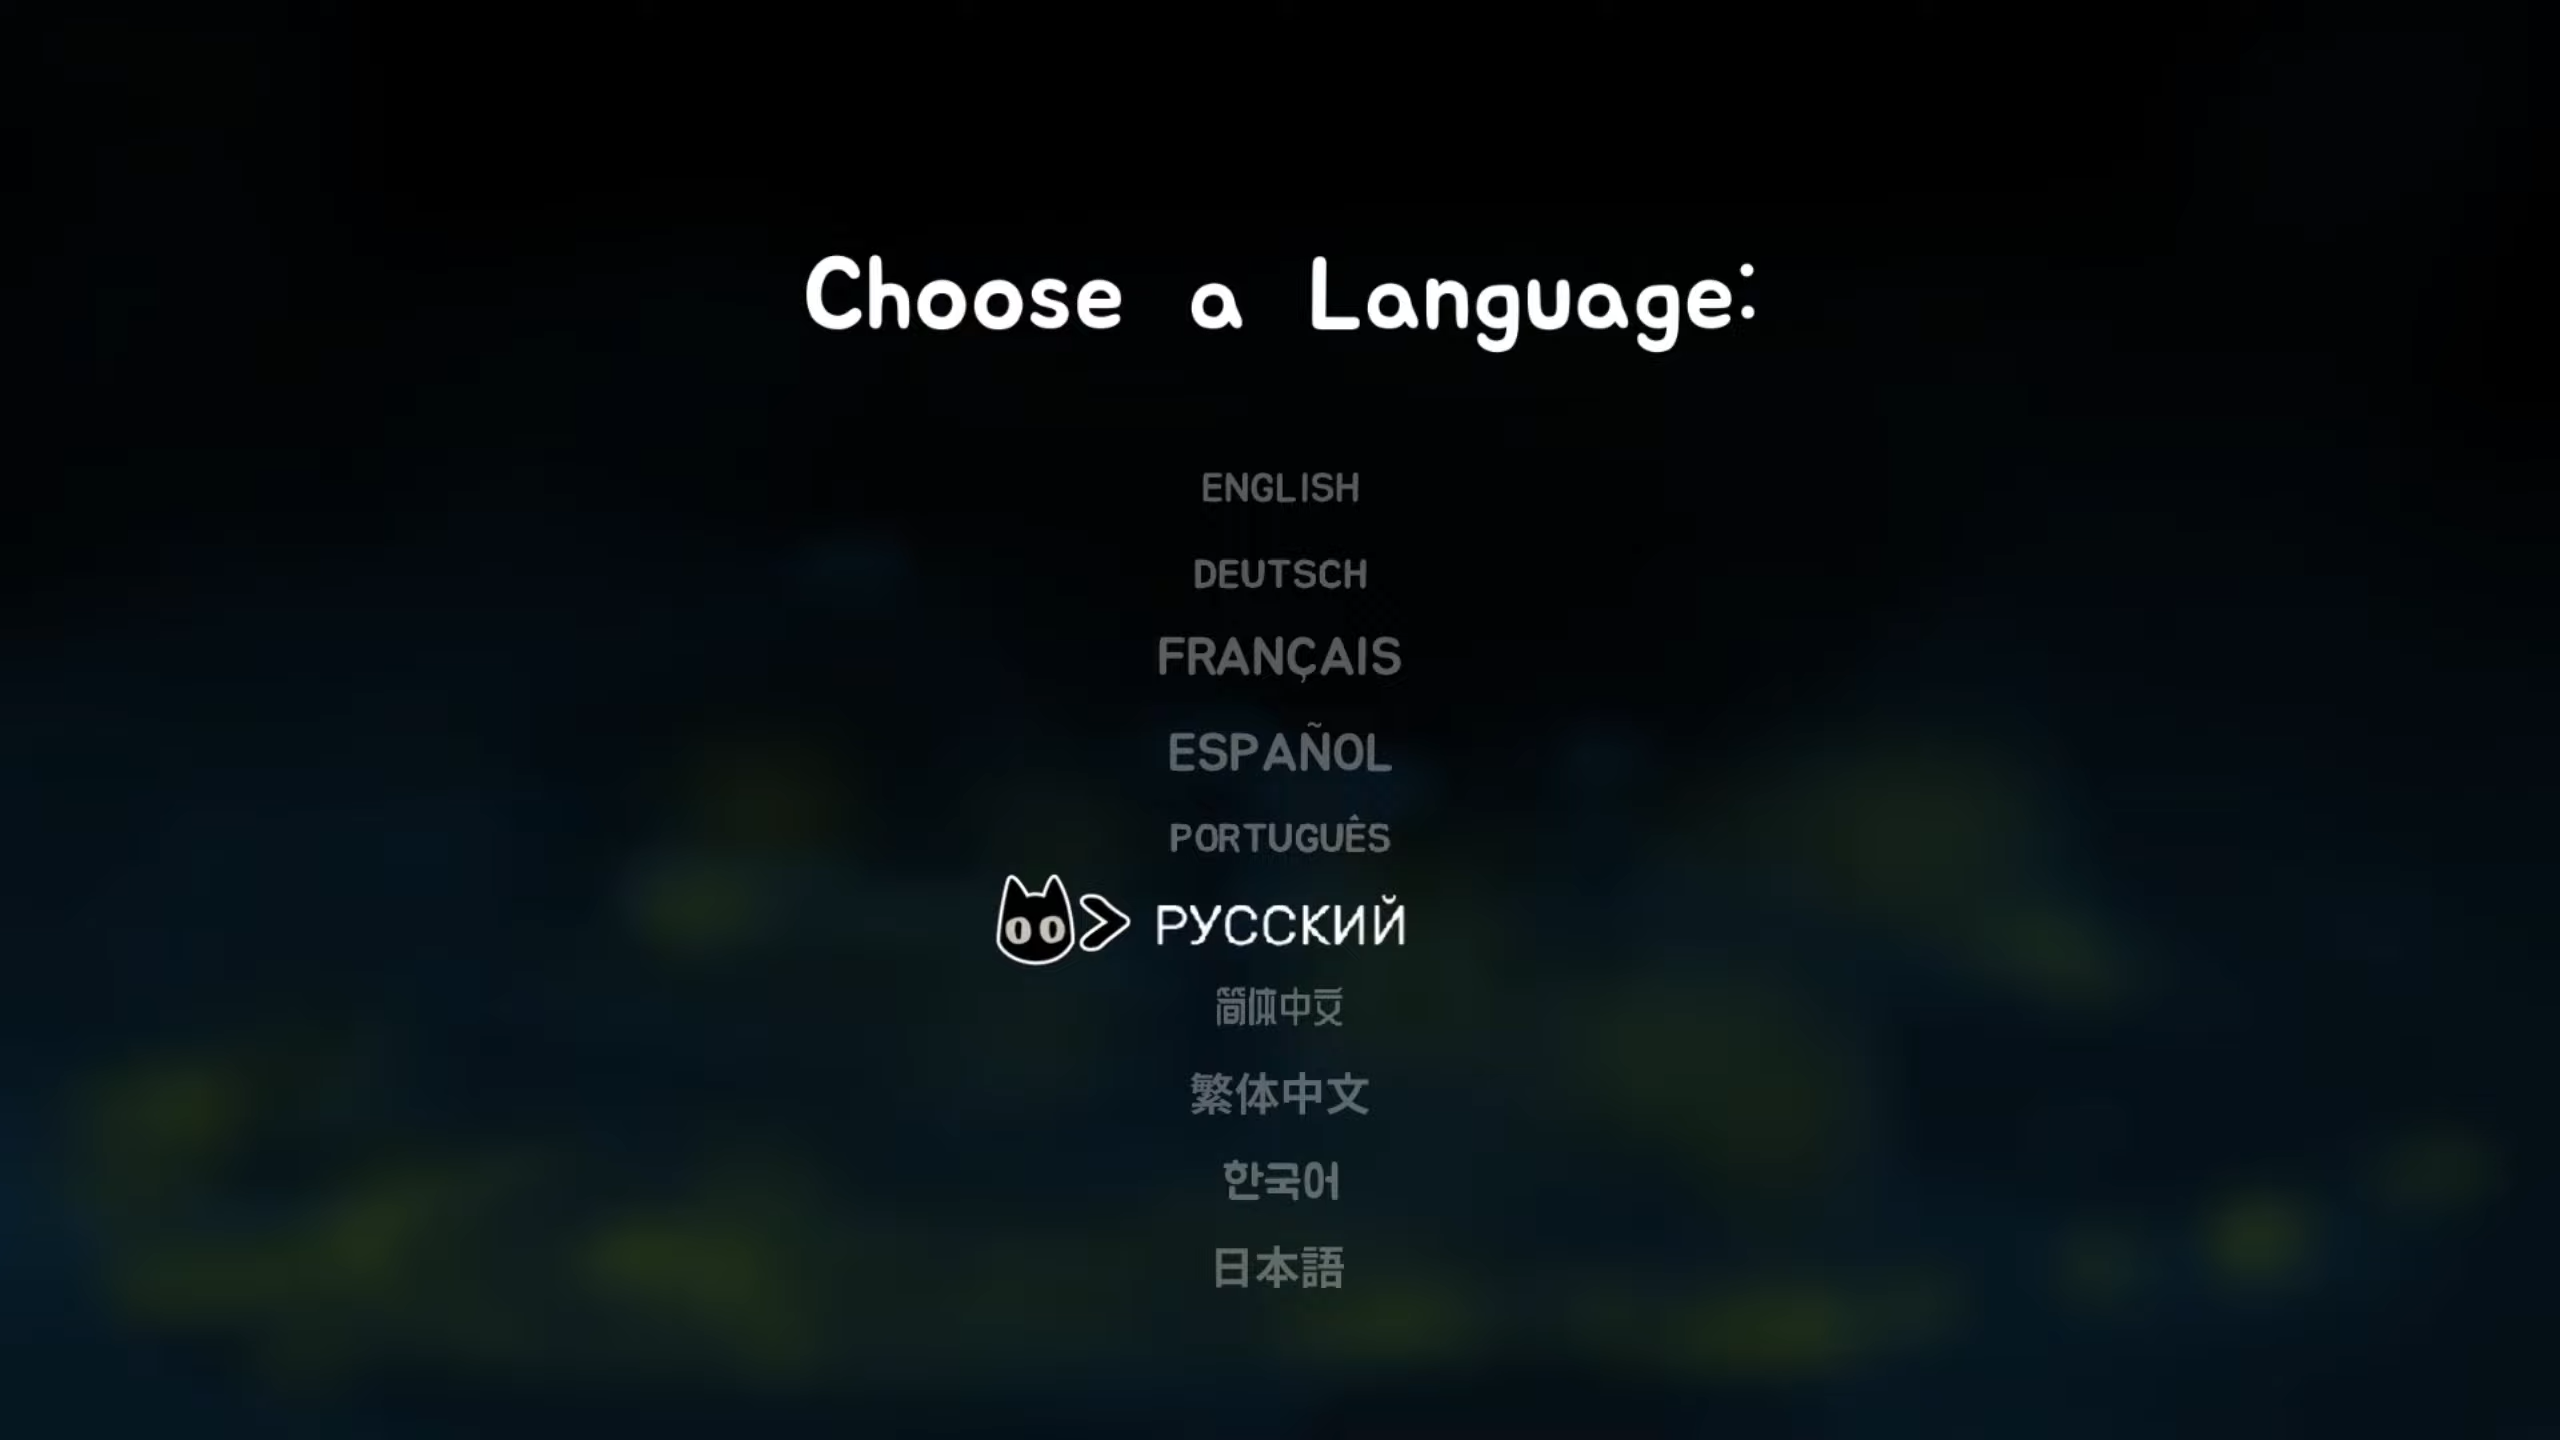 Choose a Language:
ENGLISH
DEUTSCH
FRANÇAIS
ESPAÑOL
PORTUGUÊS
РУССКИЙ
简体中文
繁体中文
한국어
日本語